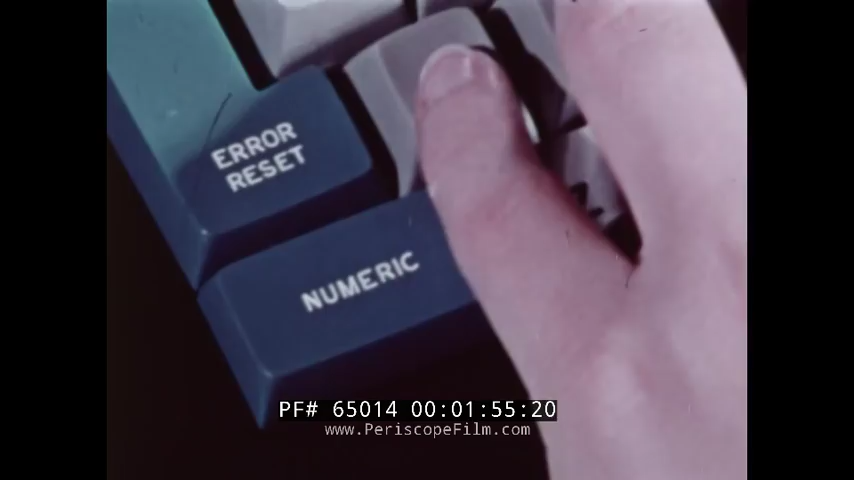 ERROR
RESET
NUMERIC
PF# 65014 00:01:55:20
www.PeriscopeFilm.com